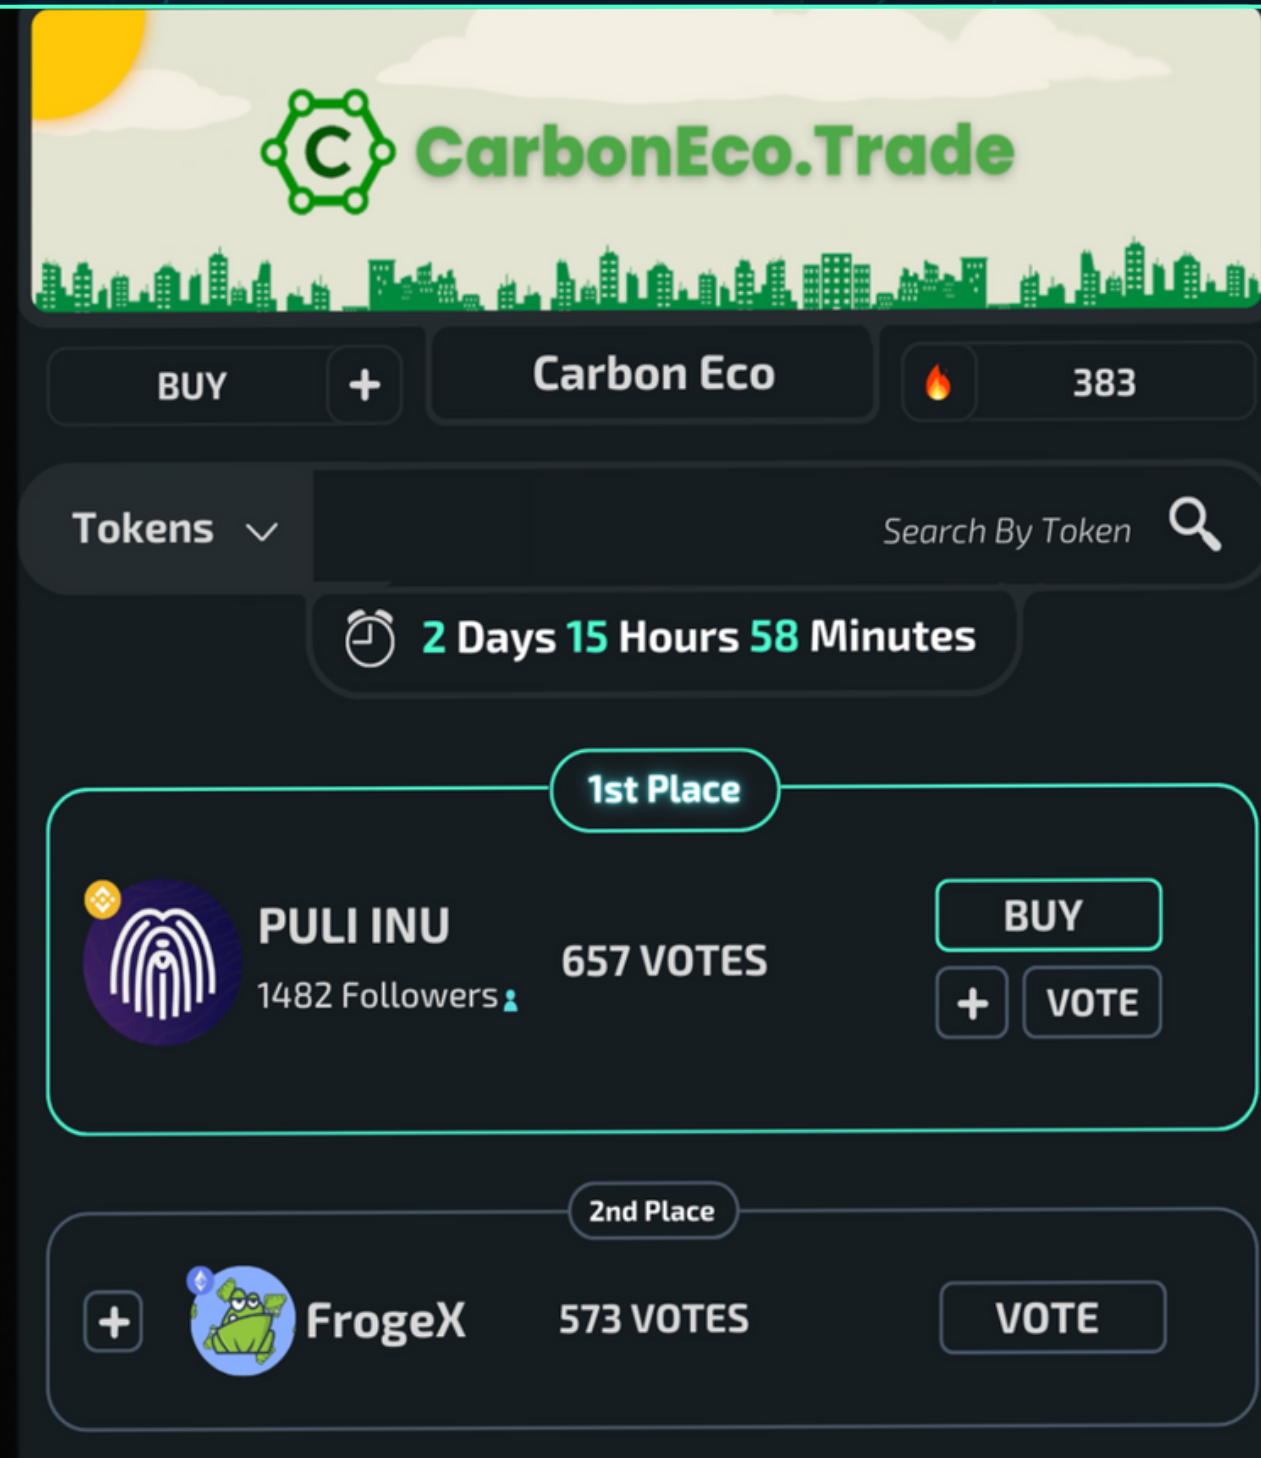 C CarbonEco.Trade
BUY + Carbon Eco 383
Tokens Search By Token
2 Days 15 Hours 58 Minutes
1st Place
PULI INU
1482 Followers
657 VOTES
BUY
+ VOTE
2nd Place
+ FrogeX 573 VOTES VOTE